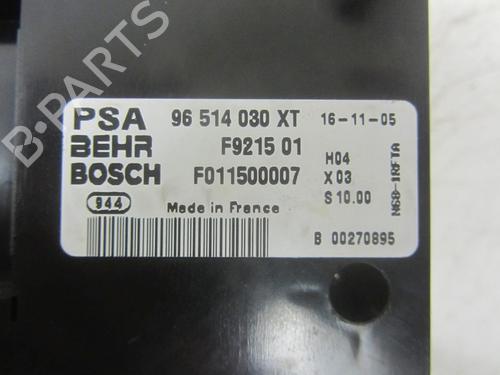 B-PARTS
PSA 96 514 030 XT 16-11-05
BEHR F9215 01 H04
BOSCH F011500007 X 03
S 10.00
N68-1RFTA
944 Made in France
B 00270895